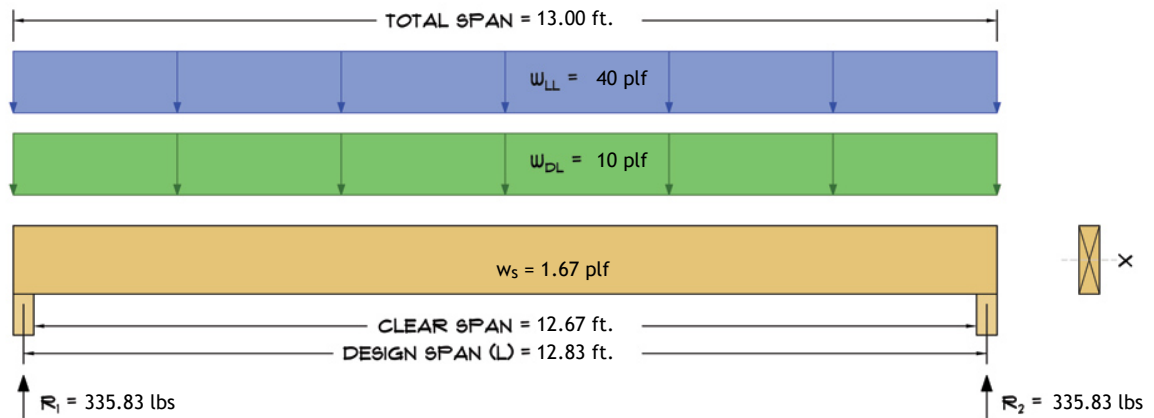 TOTAL SPAN = 13.00 ft.
WLL = 40 plf
WDL = 10 plf
ws = 1.67 plf
X
CLEAR SPAN = 12.67 ft.
DESIGN SPAN (L) = 12.83 ft.
R1 = 335.83 lbs
R2 = 335.83 lbs